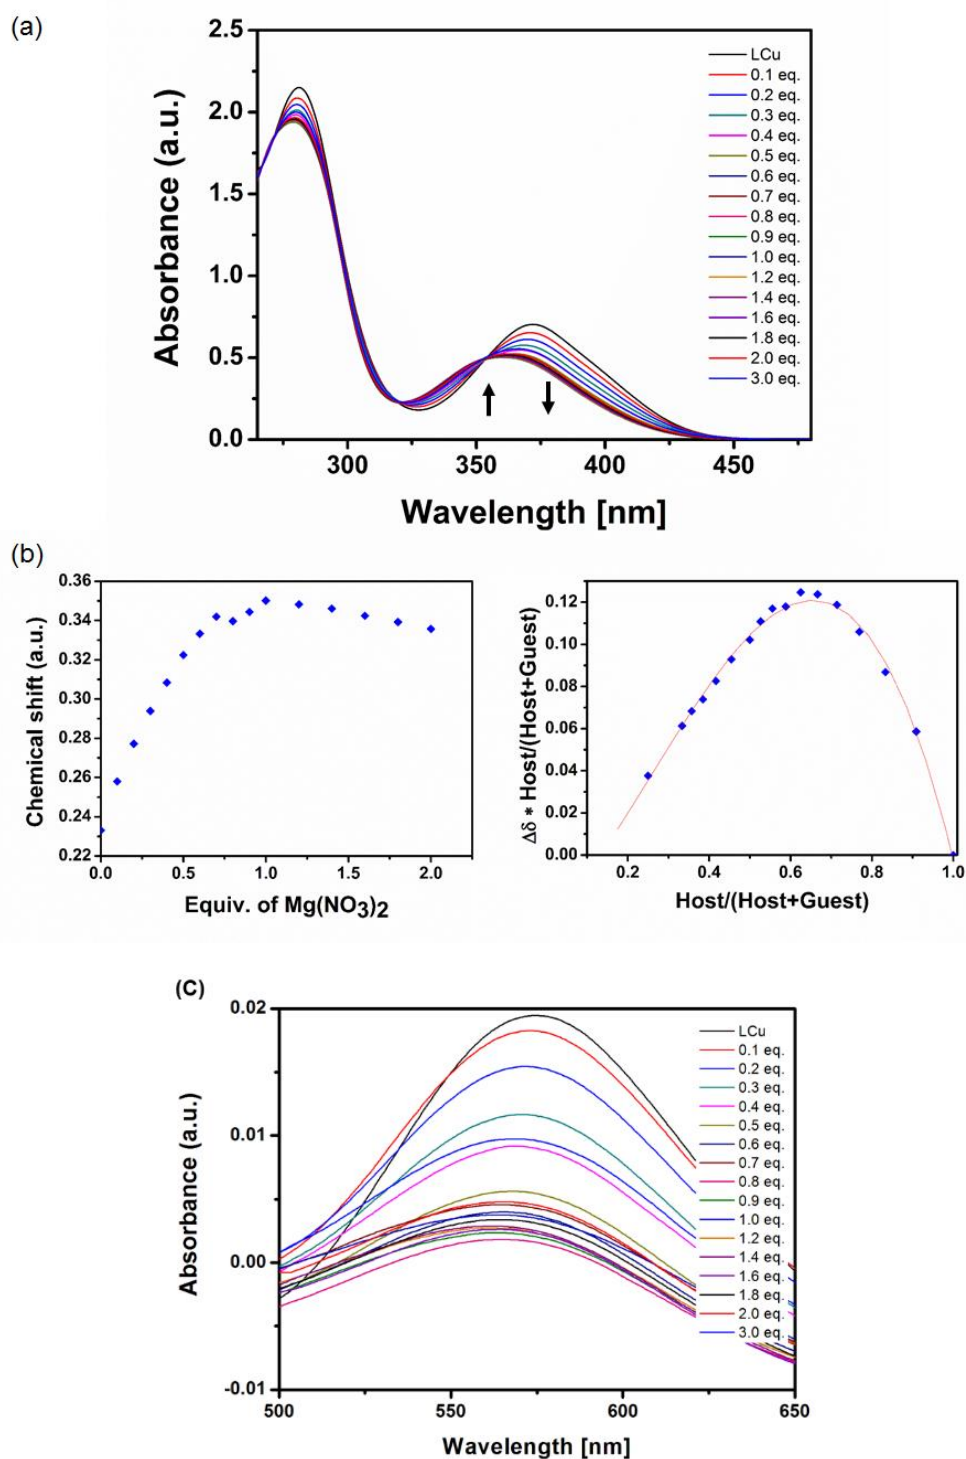 (a)
2.5
2.0
1.5
1.0
0.5
0.0
Absorbance (a.u.)
300
350
400
450
Wavelength [nm]
LCu
0.1 eq.
0.2 eq.
0.3 eq.
0.4 eq.
0.5 eq.
0.6 eq.
0.7 eq.
0.8 eq.
0.9 eq.
1.0 eq.
1.2 eq.
1.4 eq.
1.6 eq.
1.8 eq.
2.0 eq.
3.0 eq.
(b)
0.36
0.34
0.32
0.30
0.28
0.26
0.24
0.22
Chemical shift (a.u.)
0.0
0.5
1.0
1.5
2.0
Equiv. of Mg(NO3)2
0.12
0.10
0.08
0.06
0.04
0.02
0.00
Δδ * Host/(Host+Guest)
0.2
0.4
0.6
0.8
1.0
Host/(Host+Guest)
(C)
0.02
0.01
0.00
-0.01
Absorbance (a.u.)
500
550
600
650
Wavelength [nm]
LCu
0.1 eq.
0.2 eq.
0.3 eq.
0.4 eq.
0.5 eq.
0.6 eq.
0.7 eq.
0.8 eq.
0.9 eq.
1.0 eq.
1.2 eq.
1.4 eq.
1.6 eq.
1.8 eq.
2.0 eq.
3.0 eq.